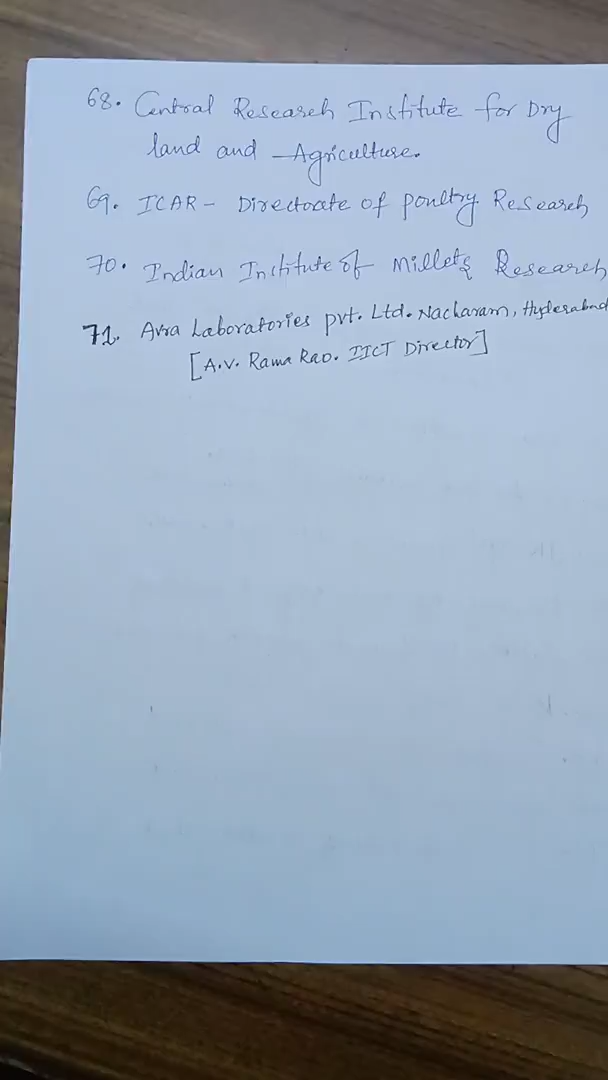 68. Central Research Institute for Dry
land and Agriculture.
69. ICAR - Directorate of poultry Research
70. Indian Institute of Millets Research
71. Avra Laboratories pvt. Ltd. Nacharam, Hyderabad
[A.V. Rama Rao. IICT Director]